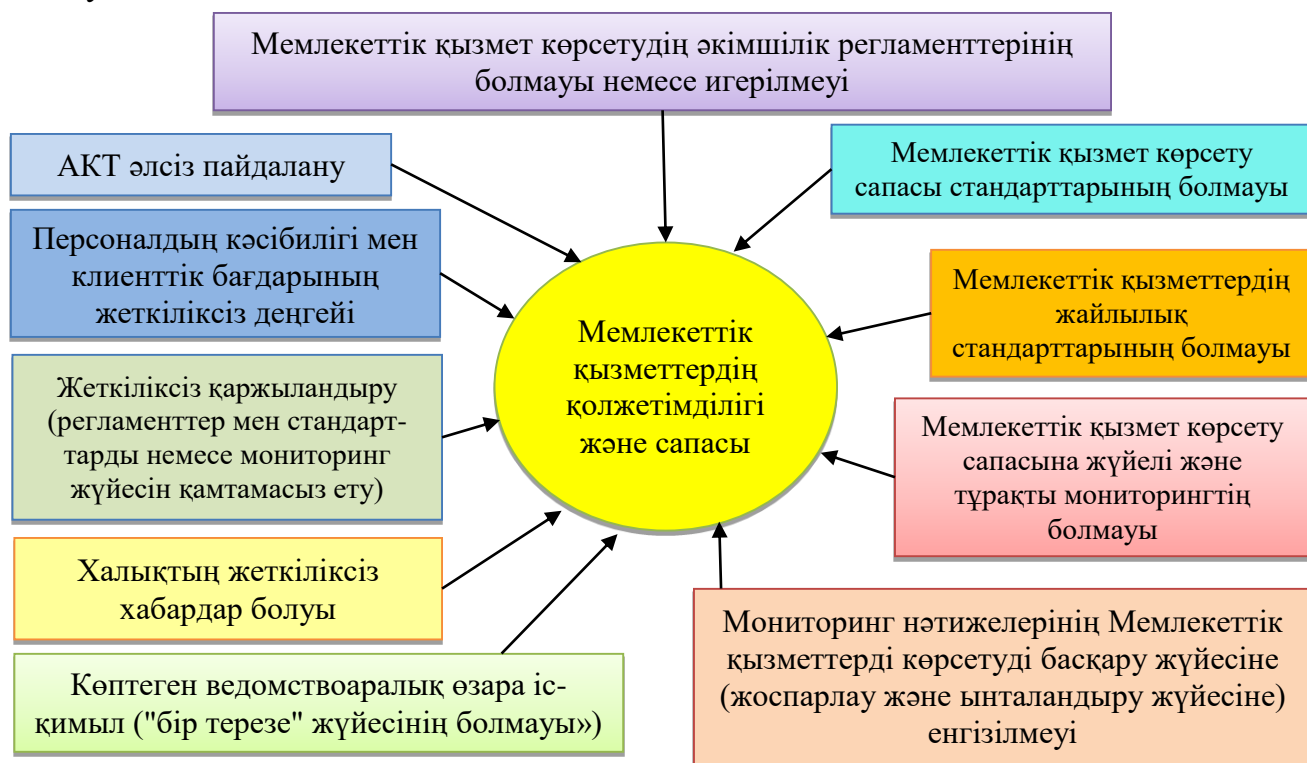 Мемлекеттік қызмет көрсетудің әкімшілік регламенттерінің
болмауы немесе игерілмеуі
АКТ әлсіз пайдалану
Мемлекеттік қызмет көрсету
сапасы стандарттарының болмауы
Персоналдың кәсібилігі мен
клиенттік бағдарының
жеткіліксіз деңгейі
Мемлекеттік қызметтердің
жайлылық
стандарттарының болмауы
Мемлекеттік
қызметтердің
қолжетімділігі
және сапасы
Жеткіліксіз қаржыландыру
(регламенттер мен стандарт-
тарды немесе мониторинг
жүйесін қамтамасыз ету)
Мемлекеттік қызмет көрсету
сапасына жүйелі және
тұрақты мониторингтің
болмауы
Халықтың жеткіліксіз
хабардар болуы
Мониторинг нәтижелерінің Мемлекеттік
қызметтерді көрсетуді басқару жүйесіне
(жоспарлау және ынталандыру жүйесіне)
енгізілмеуі
Көптеген ведомствоаралық өзара іс-
қимыл ("бір терезе" жүйесінің болмауы»)